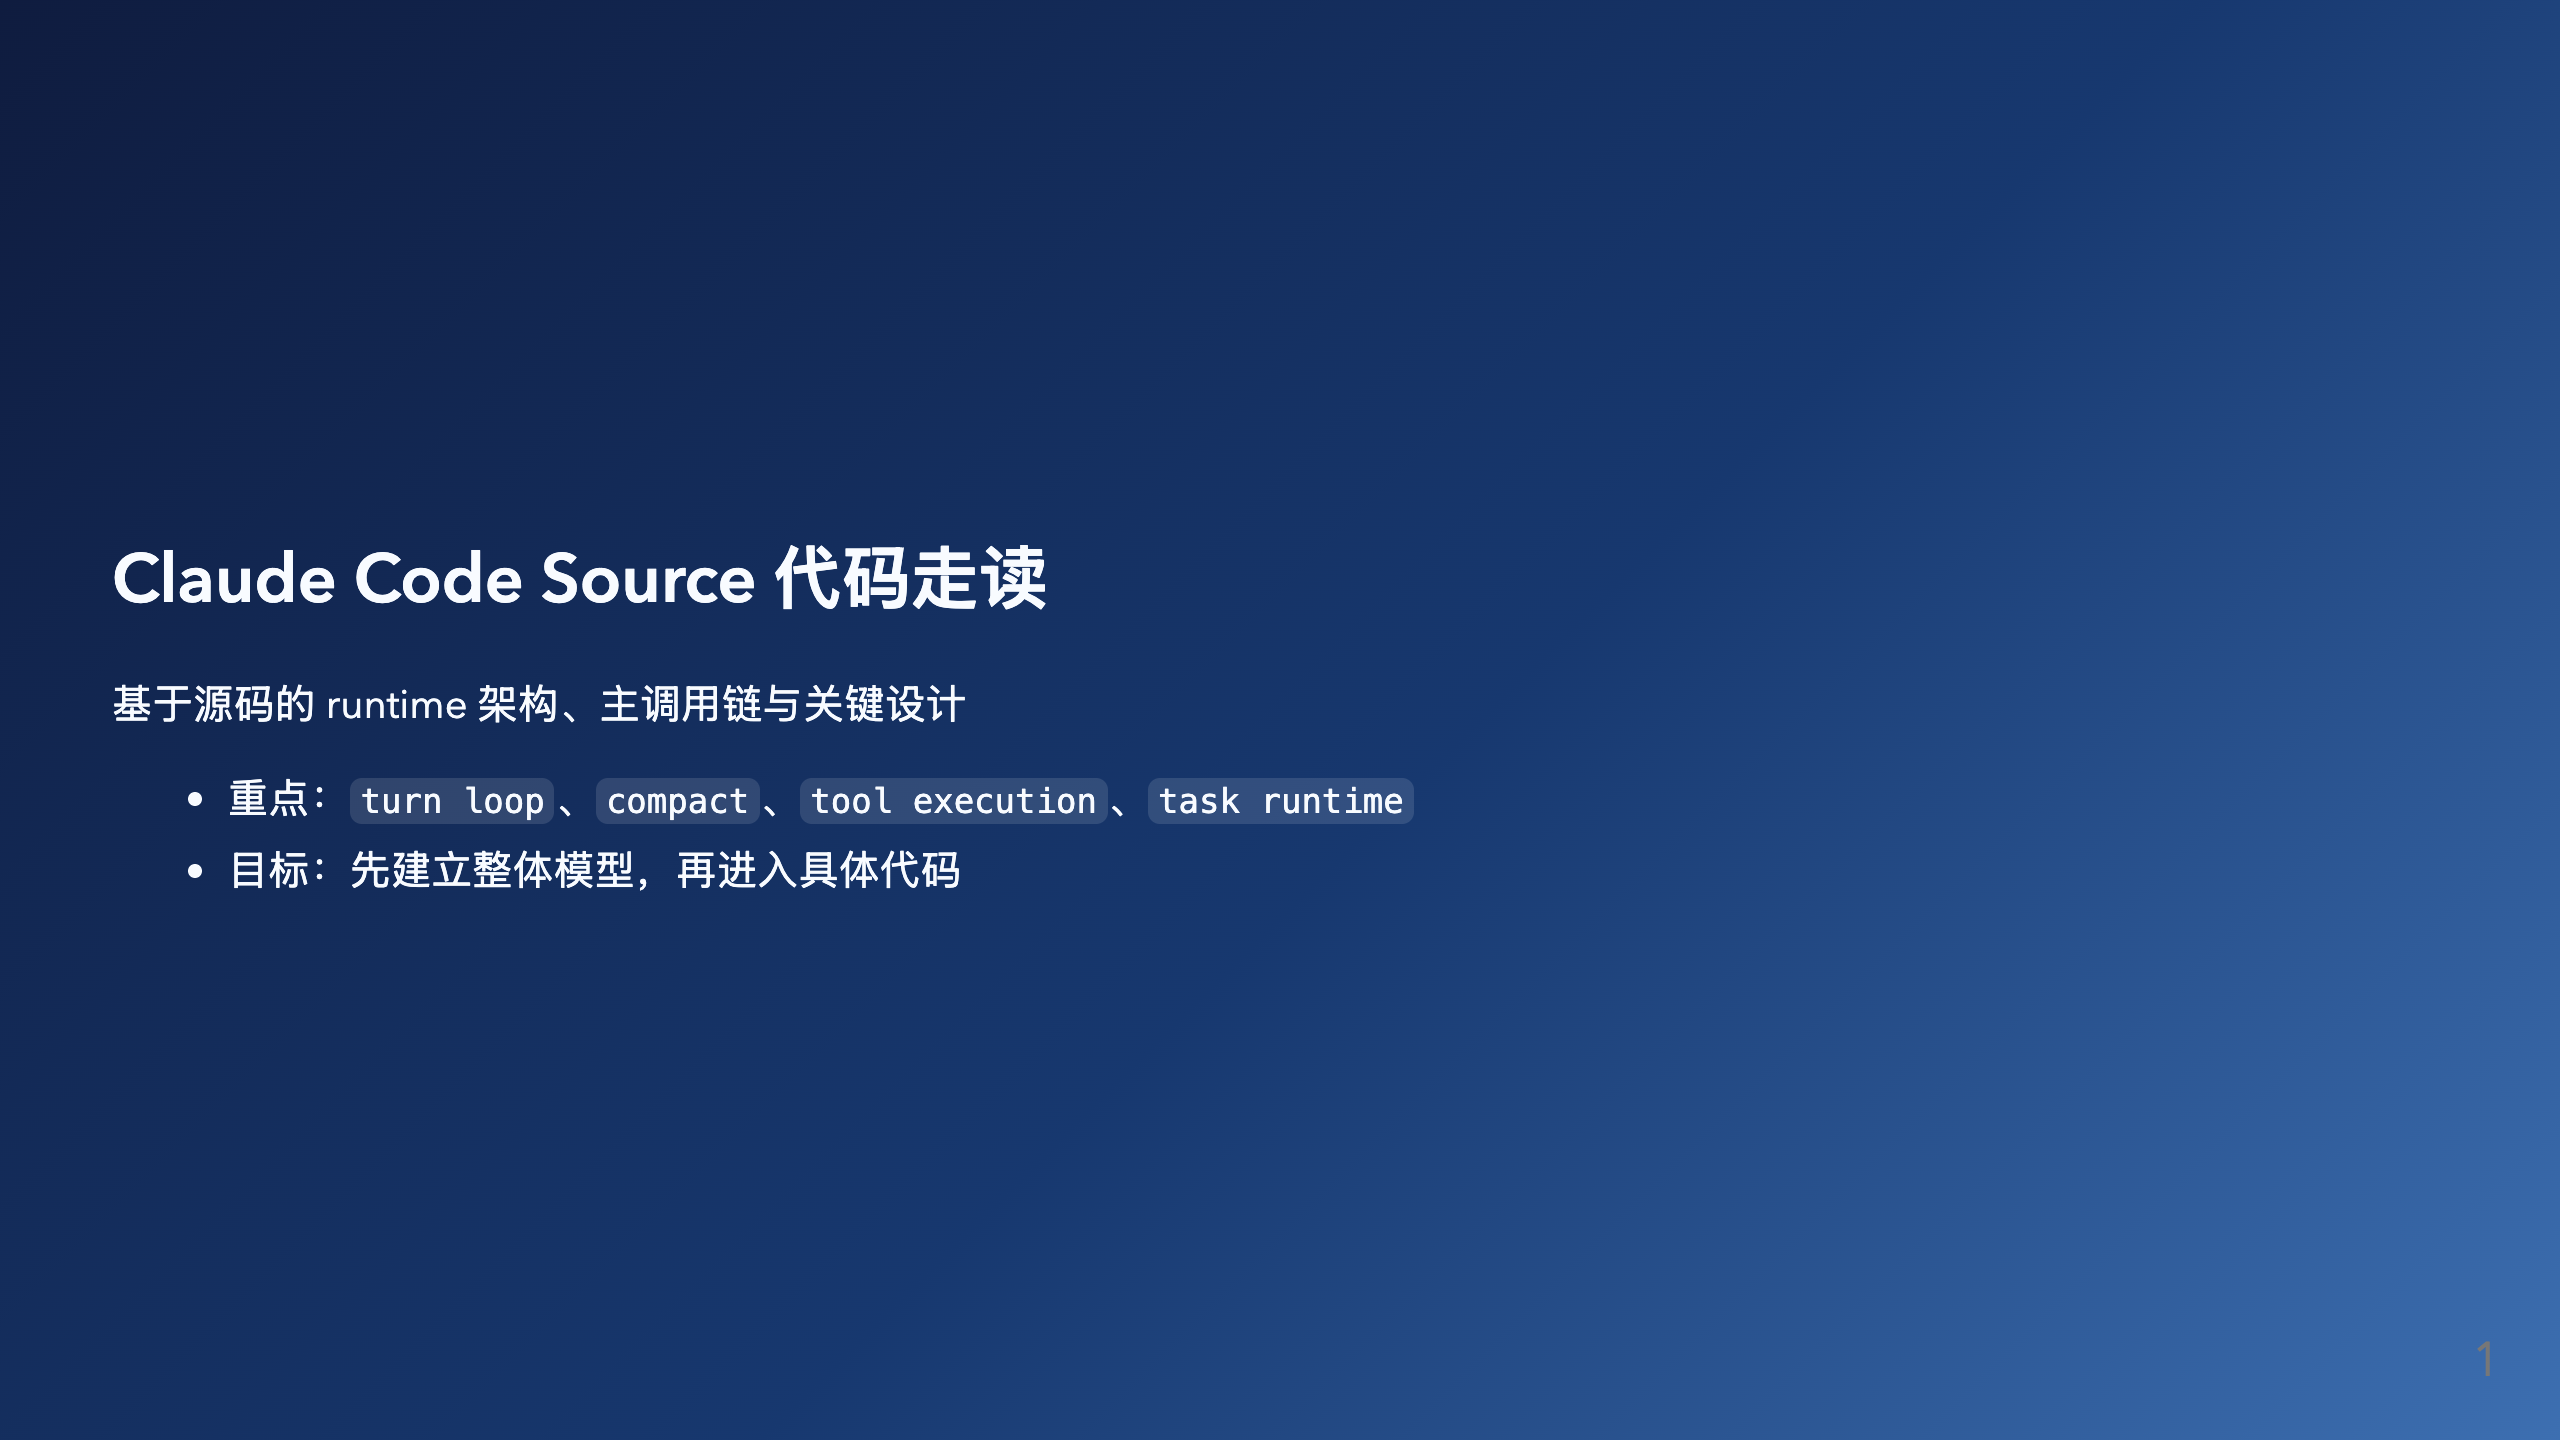 Claude Code Source 代码走读
基于源码的 runtime 架构、主调用链与关键设计
• 重点：turn loop、compact、tool execution、task runtime
• 目标：先建立整体模型，再进入具体代码
1